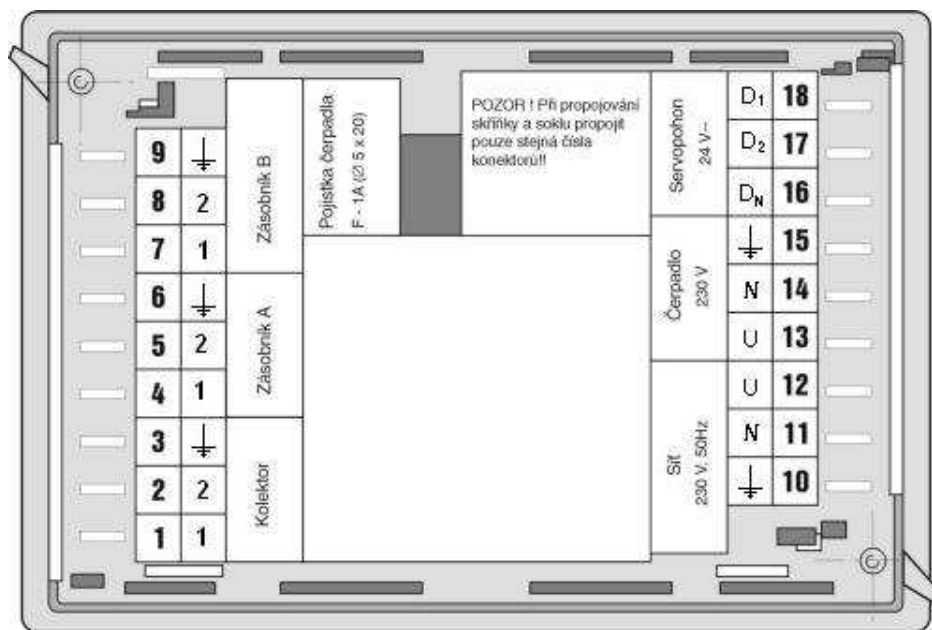 9 ⏚
8 2
7 1
Zásobník B
6 ⏚
5 2
4 1
Zásobník A
3 ⏚
2 2
1 1
Kolektor
Pojistka čerpadla
F - 1A (∅ 5 x 20)
POZOR ! Při propojování
skříňky a soklu propojit
pouze stejná čísla
konektorů!!
Servopohon
24 V~
D1 18
D2 17
DN 16
Čerpadlo
230 V
⏚ 15
N 14
U 13
Síť
230 V, 50Hz
U 12
N 11
⏚ 10